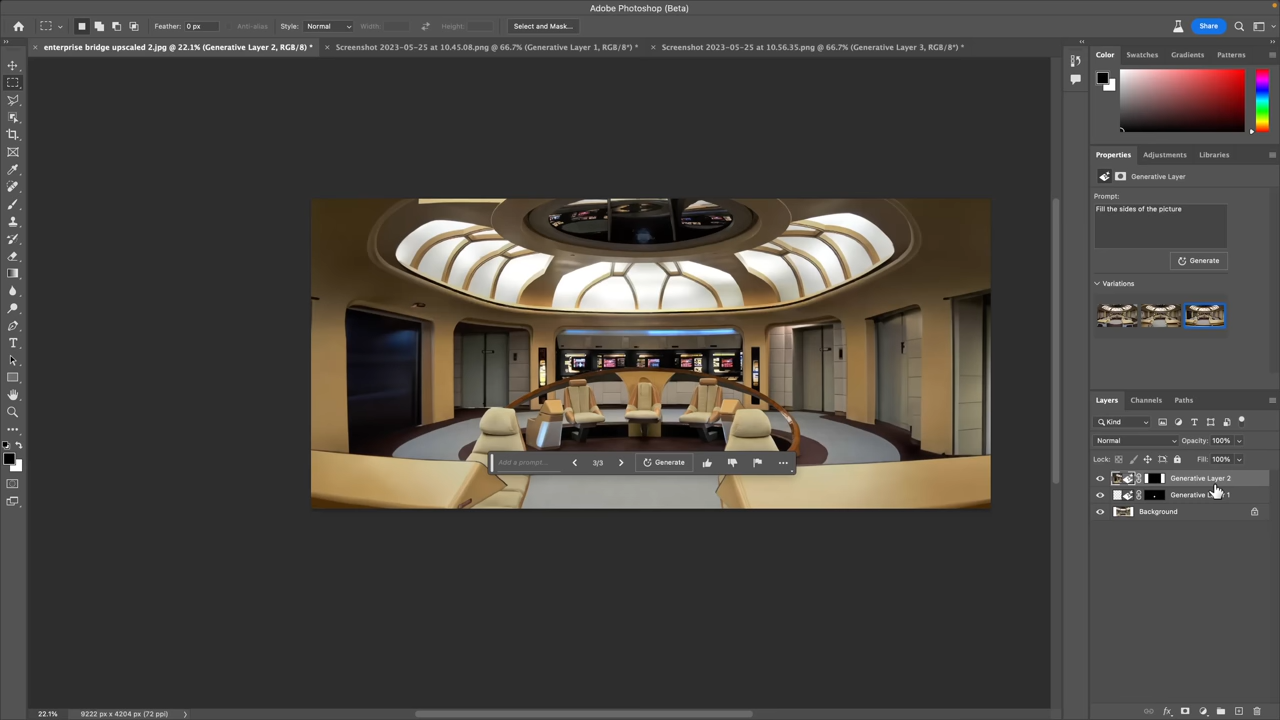 Adobe Photoshop (Beta)
Feather: 0 px Anti-alias Style: Normal Width: Height: Select and Mask... Share
enterprise bridge upscaled 2.jpg @ 22.1% (Generative Layer 2, RGB/8) * Screenshot 2023-05-25 at 10.45.08.png @ 66.7% (Generative Layer 1, RGB/8*) * Screenshot 2023-05-25 at 10.56.35.png @ 66.7% (Generative Layer 3, RGB/8*) *
Color Swatches Gradients Patterns
Properties Adjustments Libraries
Generative Layer
Prompt:
Fill the sides of the picture
Generate
Variations
Layers Channels Paths
Kind
Normal Opacity: 100%
Lock: Fill: 100%
Generative Layer 2
Generative 1
Background
Add a prompt... 3/3 Generate
22.1% 9222 px x 4204 px (72 ppi)